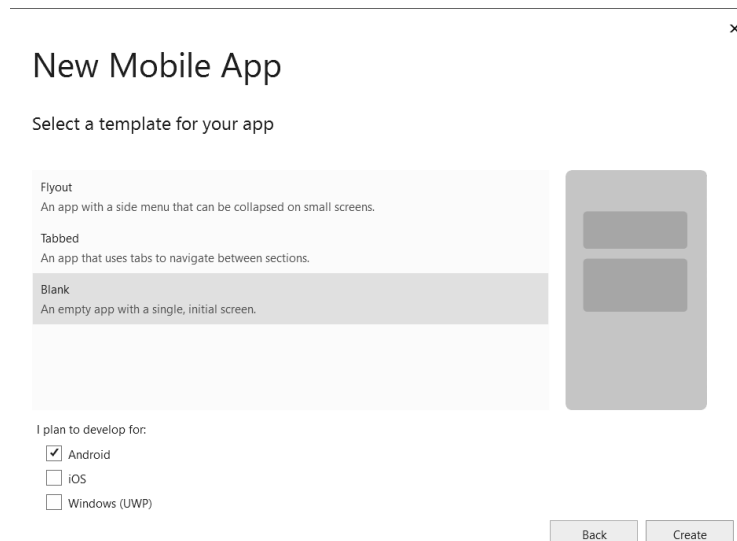 New Mobile App
Select a template for your app
Flyout
An app with a side menu that can be collapsed on small screens.
Tabbed
An app that uses tabs to navigate between sections.
Blank
An empty app with a single, initial screen.
I plan to develop for:
Android
iOS
Windows (UWP)
Back Create